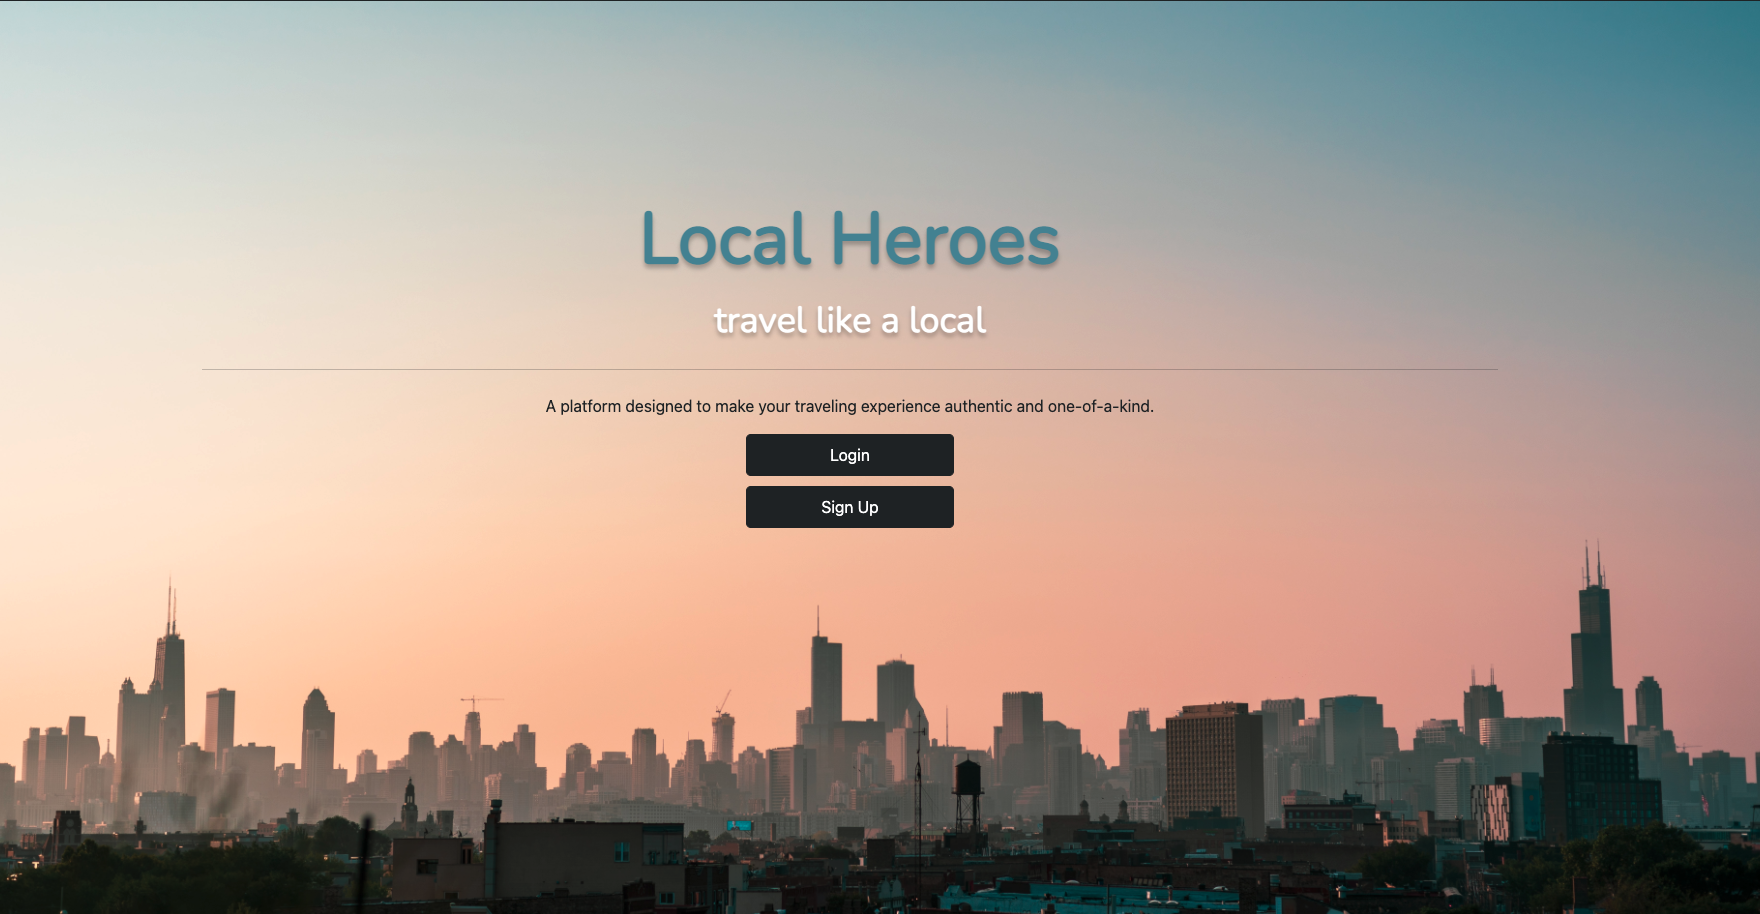 Local Heroes
travel like a local
A platform designed to make your traveling experience authentic and one-of-a-kind.
Login
Sign Up